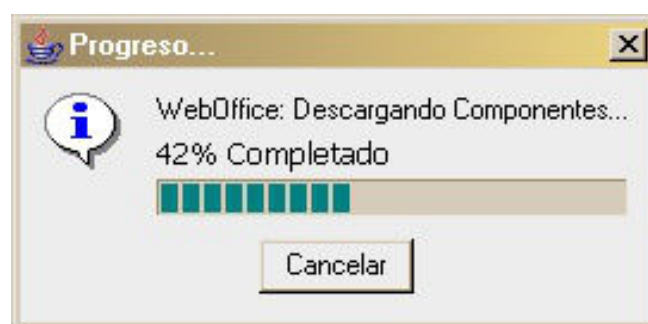 Progreso...
WebOffice: Descargando Componentes...
42% Completado
Cancelar